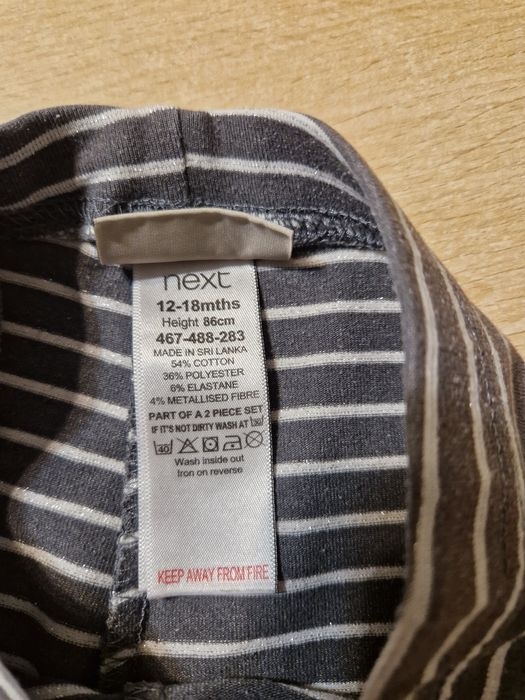 next
12-18mths
Height 86cm
467-488-283
MADE IN SRI LANKA
54% COTTON
36% POLYESTER
6% ELASTANE
4% METALLISED FIBRE
PART OF A 2 PIECE SET
IF IT'S NOT DIRTY WASH AT 30
40
Wash inside out
Iron on reverse
KEEP AWAY FROM FIRE